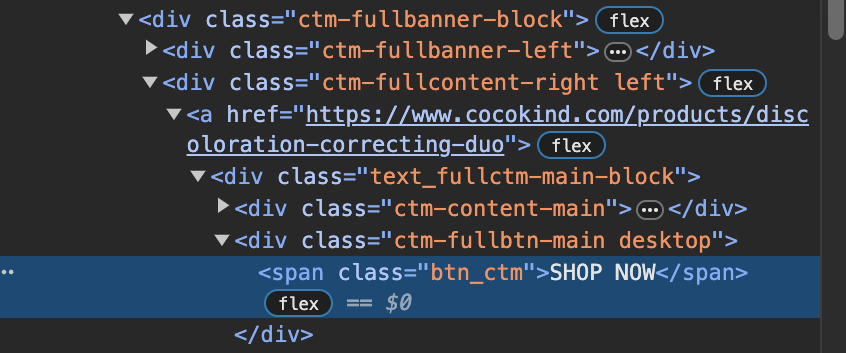 ▼<div class="ctm-fullbanner-block"> flex
▶<div class="ctm-fullbanner-left">⋯</div>
▼<div class="ctm-fullcontent-right left"> flex
▼<a href="https://www.cocokind.com/products/disc
oloration-correcting-duo"> flex
▼<div class="text_fullctm-main-block">
▶<div class="ctm-content-main">⋯</div>
▼<div class="ctm-fullbtn-main desktop">
<span class="btn_ctm">SHOP NOW</span>
flex == $0
</div>